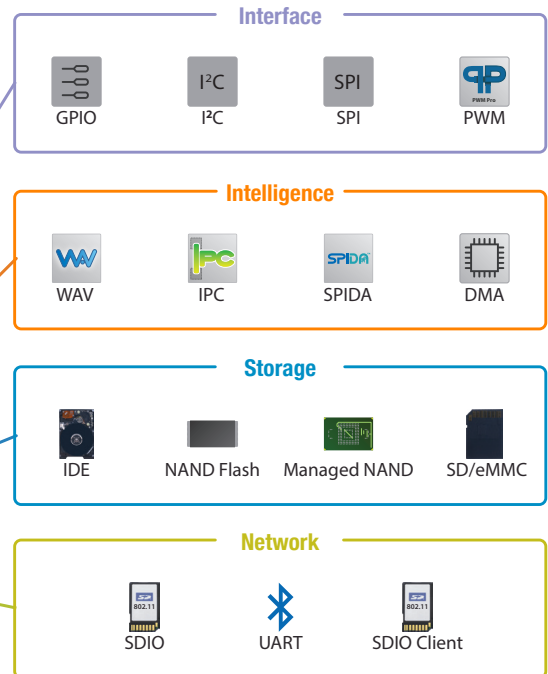 Interface
I²C
SPI
PWM Pro
GPIO
I²C
SPI
PWM
Intelligence
WAV
IPC
SPIDA
WAV
IPC
SPIDA
DMA
Storage
IDE
NAND Flash
Managed NAND
SD/eMMC
Network
SD
802.11
SD
802.11
SDIO
UART
SDIO Client